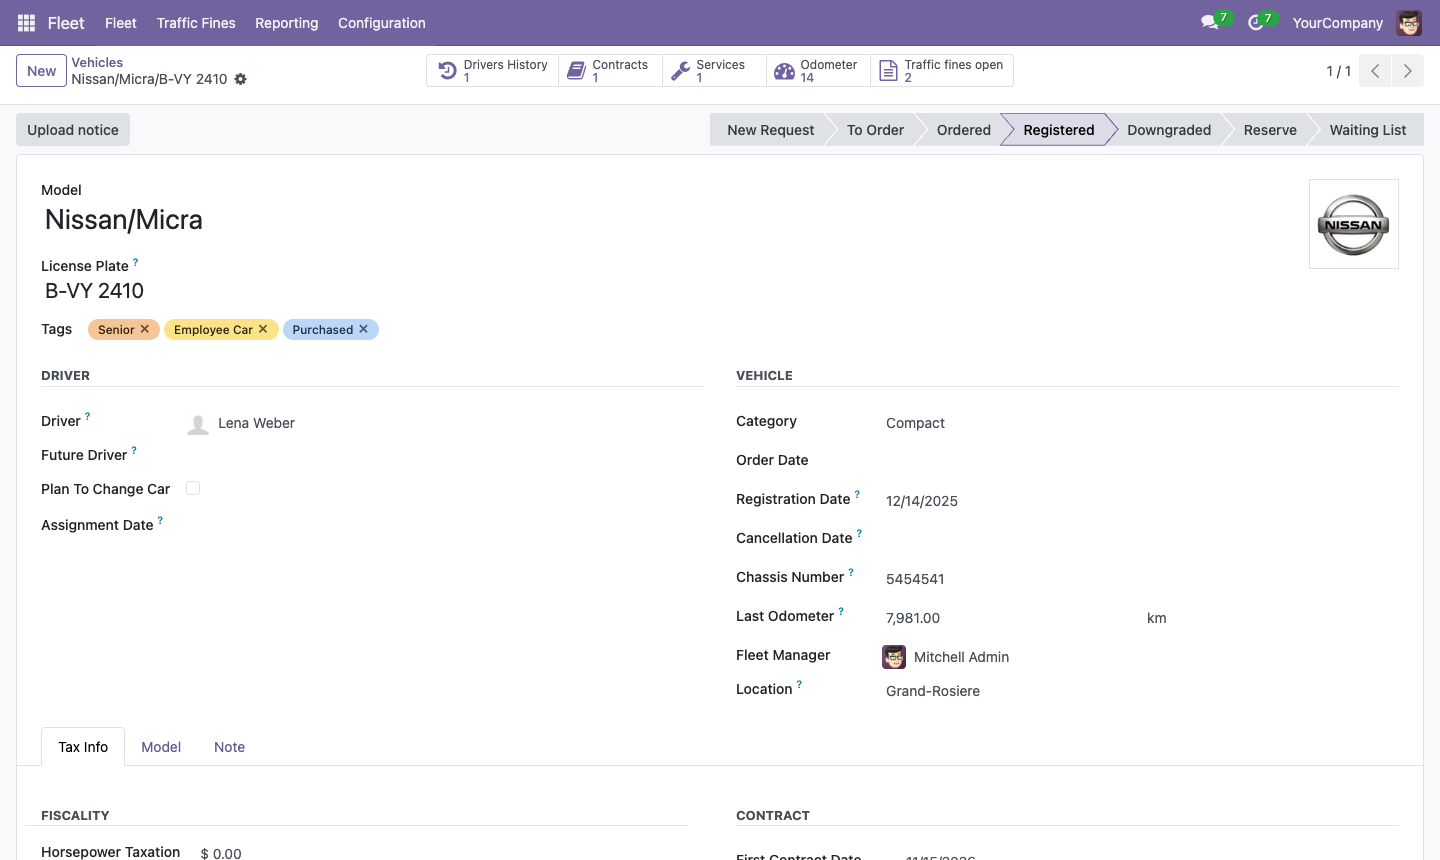 Fleet Fleet Traffic Fines Reporting Configuration 7 7 YourCompany
New Vehicles
Nissan/Micra/B-VY 2410
Drivers History 1 Contracts 1 Services 1 Odometer 14 Traffic fines open 2
1 / 1
Upload notice New Request To Order Ordered Registered Downgraded Reserve Waiting List
Model
Nissan/Micra
NISSAN
License Plate ?
B-VY 2410
Tags Senior ✕ Employee Car ✕ Purchased ✕
DRIVER
Driver ? Lena Weber
Future Driver ?
Plan To Change Car
Assignment Date ?
VEHICLE
Category Compact
Order Date
Registration Date ? 12/14/2025
Cancellation Date ?
Chassis Number ? 5454541
Last Odometer ? 7,981.00 km
Fleet Manager Mitchell Admin
Location ? Grand-Rosiere
Tax Info Model Note
FISCALITY
Horsepower Taxation $ 0.00
CONTRACT
First Contract Date 11/15/2026